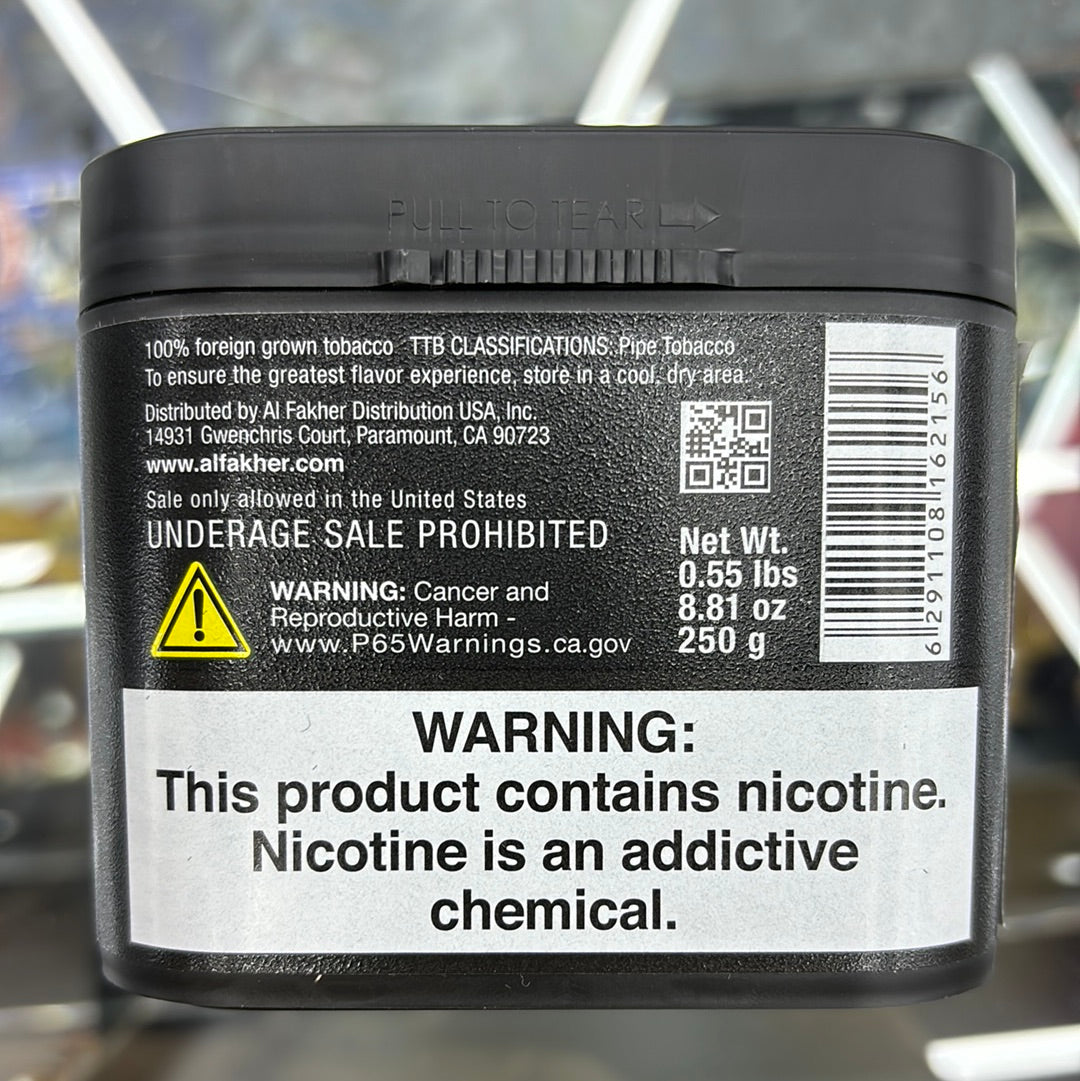 PULL TO TEAR
100% foreign grown tobacco TTB CLASSIFICATIONS: Pipe Tobacco
To ensure the greatest flavor experience, store in a cool, dry area.
Distributed by Al Fakher Distribution USA, Inc.
14931 Gwenchris Court, Paramount, CA 90723
www.alfakher.com
Sale only allowed in the United States
UNDERAGE SALE PROHIBITED
WARNING: Cancer and
Reproductive Harm -
www.P65Warnings.ca.gov
Net Wt.
0.55 lbs
8.81 oz
250 g
6 291108 162156
WARNING:
This product contains nicotine.
Nicotine is an addictive
chemical.